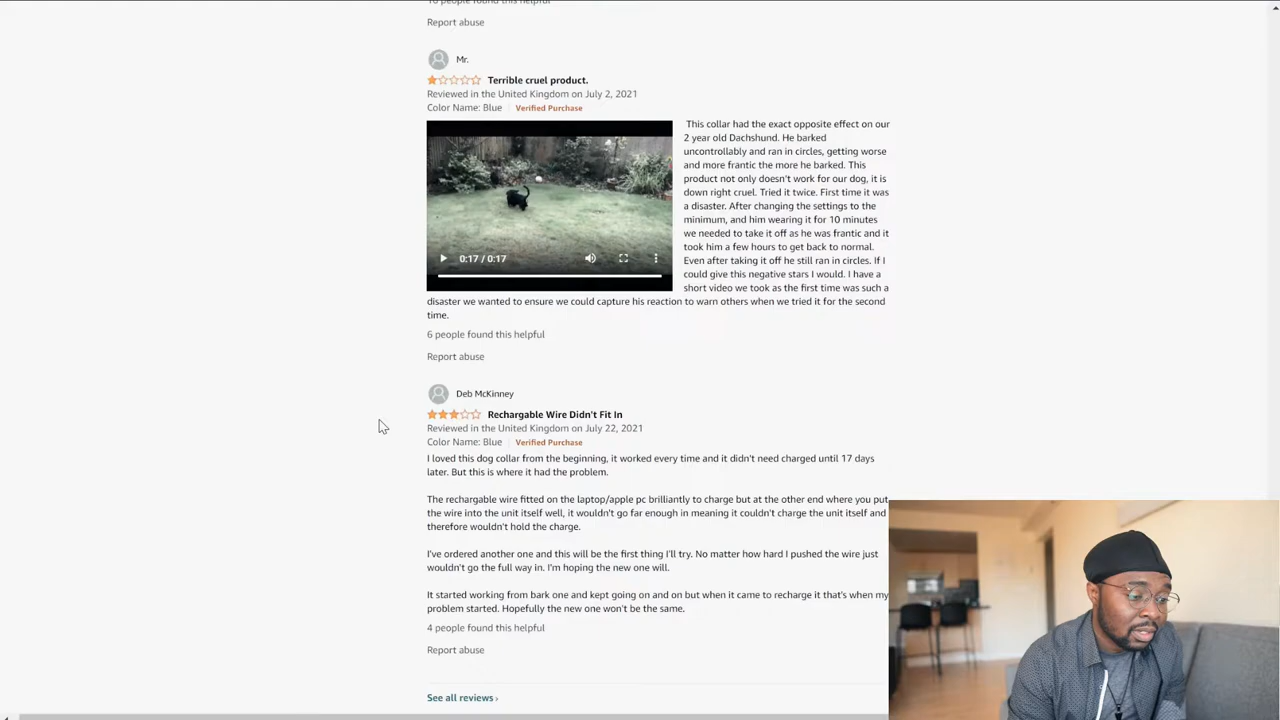 10 people found this helpful
Report abuse
Mr.
Terrible cruel product.
Reviewed in the United Kingdom on July 2, 2021
Color Name: Blue | Verified Purchase
This collar had the exact opposite effect on our
2 year old Dachshund. He barked
uncontrollably and ran in circles, getting worse
and more frantic the more he barked. This
product not only doesn't work for our dog, it is
down right cruel. Tried it twice. First time it was
a disaster. After changing the settings to the
minimum, and him wearing it for 10 minutes
we needed to take it off as he was frantic and it
took him a few hours to get back to normal.
Even after taking it off he still ran in circles. If I
could give this negative stars I would. I have a
short video we took as the first time was such a
0:17 / 0:17
disaster we wanted to ensure we could capture his reaction to warn others when we tried it for the second
time.
6 people found this helpful
Report abuse
Deb McKinney
Rechargable Wire Didn't Fit In
Reviewed in the United Kingdom on July 22, 2021
Color Name: Blue | Verified Purchase
I loved this dog collar from the beginning, it worked every time and it didn't need charged until 17 days
later. But this is where it had the problem.
The rechargable wire fitted on the laptop/apple pc brilliantly to charge but at the other end where you put
the wire into the unit itself well, it wouldn't go far enough in meaning it couldn't charge the unit itself and
therefore wouldn't hold the charge.
I've ordered another one and this will be the first thing I'll try. No matter how hard I pushed the wire just
wouldn't go the full way in. I'm hoping the new one will.
It started working from bark one and kept going on and on but when it came to recharge it that's when my
problem started. Hopefully the new one won't be the same.
4 people found this helpful
Report abuse
See all reviews ›